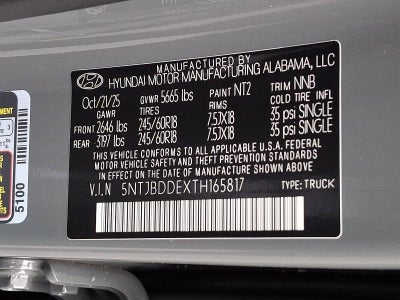 MANUFACTURED BY
HYUNDAI MOTOR MANUFACTURING ALABAMA, LLC
Oct/21/25 GVWR 5665 lbs PAINT NT2 TRIM NNB
GAWR TIRES RIMS COLD TIRE INF.
FRONT 2646 lbs 245/60R18 7.5JX18 35 psi SINGLE
REAR 3197 lbs 245/60R18 7.5JX18 35 psi SINGLE
THIS VEHICLE CONFORMS TO ALL APPLICABLE U.S.A. FEDERAL
MOTOR VEHICLE SAFETY AND THEFT PREVENTION STANDARDS IN
EFFECT ON THE DATE OF MANUFACTURE SHOWN ABOVE.
V.I.N 5NTJBDDEXTH165817 TYPE: TRUCK
5100